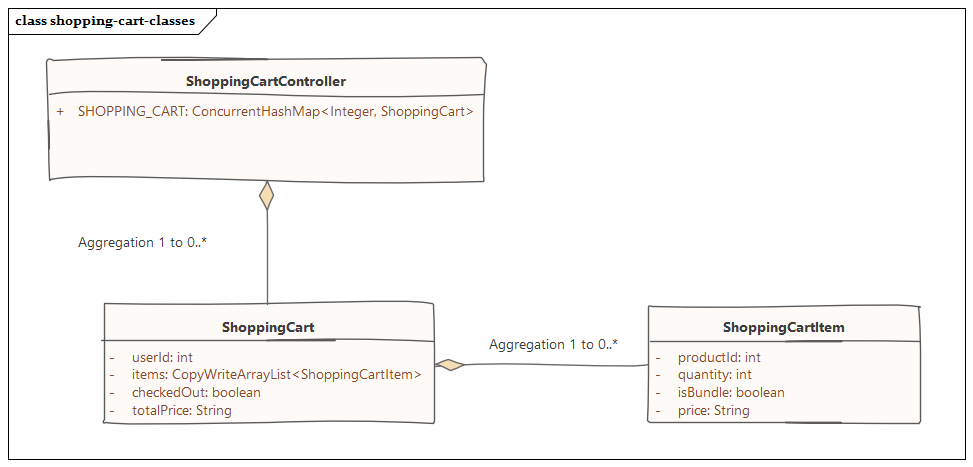 class shopping-cart-classes
ShoppingCartController
+ SHOPPING_CART: ConcurrentHashMap<Integer, ShoppingCart>
Aggregation 1 to 0..*
ShoppingCart
- userId: int
- items: CopyWriteArrayList<ShoppingCartItem>
- checkedOut: boolean
- totalPrice: String
Aggregation 1 to 0..*
ShoppingCartItem
- productId: int
- quantity: int
- isBundle: boolean
- price: String